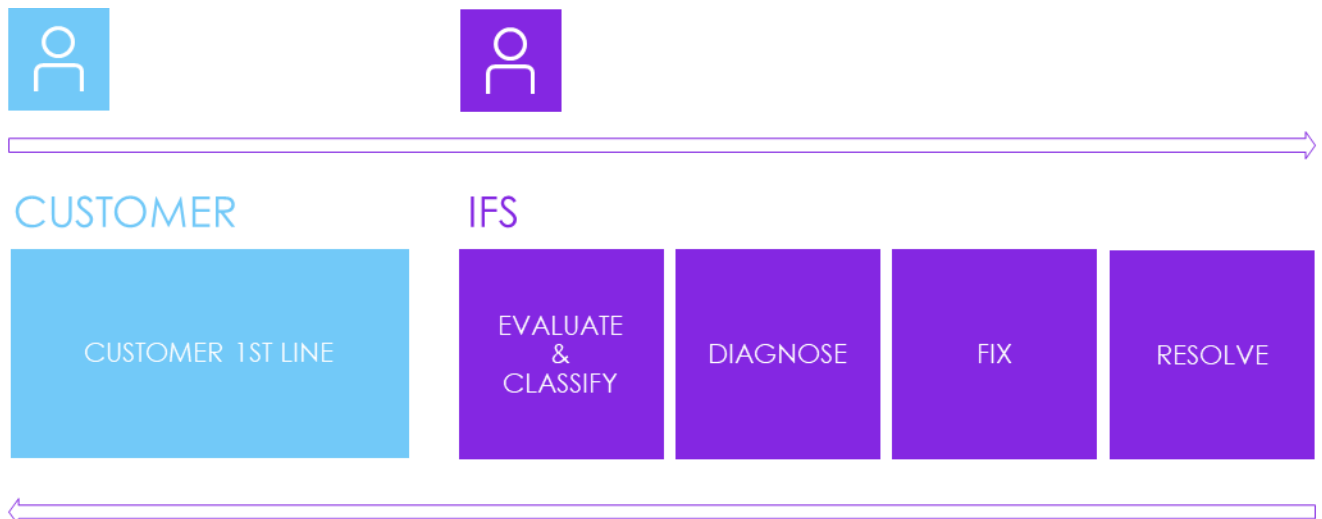 CUSTOMER
IFS
CUSTOMER 1ST LINE
EVALUATE
&
CLASSIFY
DIAGNOSE
FIX
RESOLVE